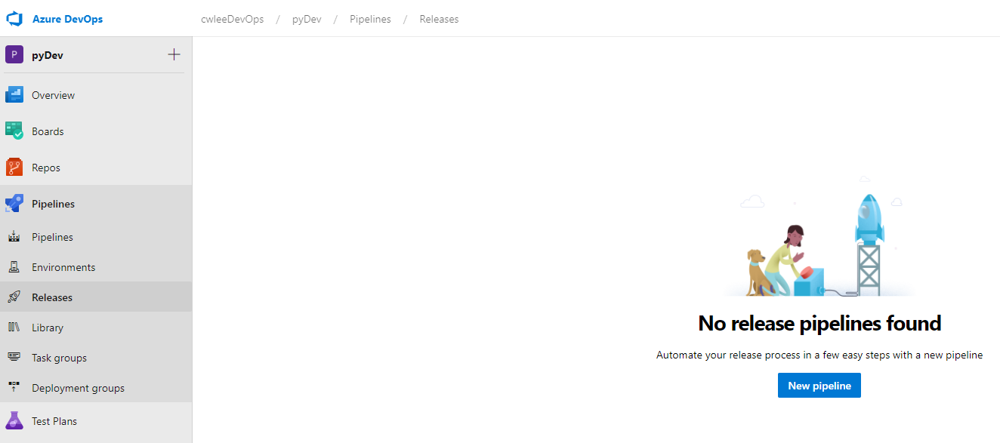 Azure DevOps
cwleeDevOps / pyDev / Pipelines / Releases
P pyDev
Overview
Boards
Repos
Pipelines
Pipelines
Environments
Releases
Library
Task groups
Deployment groups
Test Plans
No release pipelines found
Automate your release process in a few easy steps with a new pipeline
New pipeline